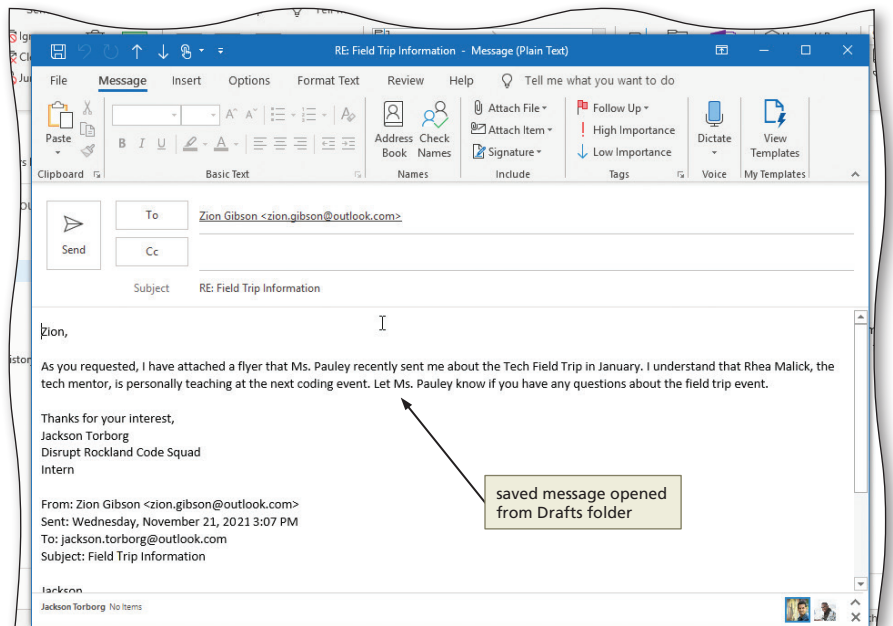 RE: Field Trip Information - Message (Plain Text)
File Message Insert Options Format Text Review Help Tell me what you want to do
Paste
Clipboard
B I U A
Basic Text
Address Book
Check Names
Names
Attach File
Attach Item
Signature
Include
Follow Up
High Importance
Low Importance
Tags
Dictate
Voice
View Templates
My Templates
Send
To Zion Gibson <zion.gibson@outlook.com>
Cc
Subject RE: Field Trip Information
Zion,
As you requested, I have attached a flyer that Ms. Pauley recently sent me about the Tech Field Trip in January. I understand that Rhea Malick, the
tech mentor, is personally teaching at the next coding event. Let Ms. Pauley know if you have any questions about the field trip event.
Thanks for your interest,
Jackson Torborg
Disrupt Rockland Code Squad
Intern
saved message opened
from Drafts folder
From: Zion Gibson <zion.gibson@outlook.com>
Sent: Wednesday, November 21, 2021 3:07 PM
To: jackson.torborg@outlook.com
Subject: Field Trip Information
Jackson
Jackson Torborg No Items